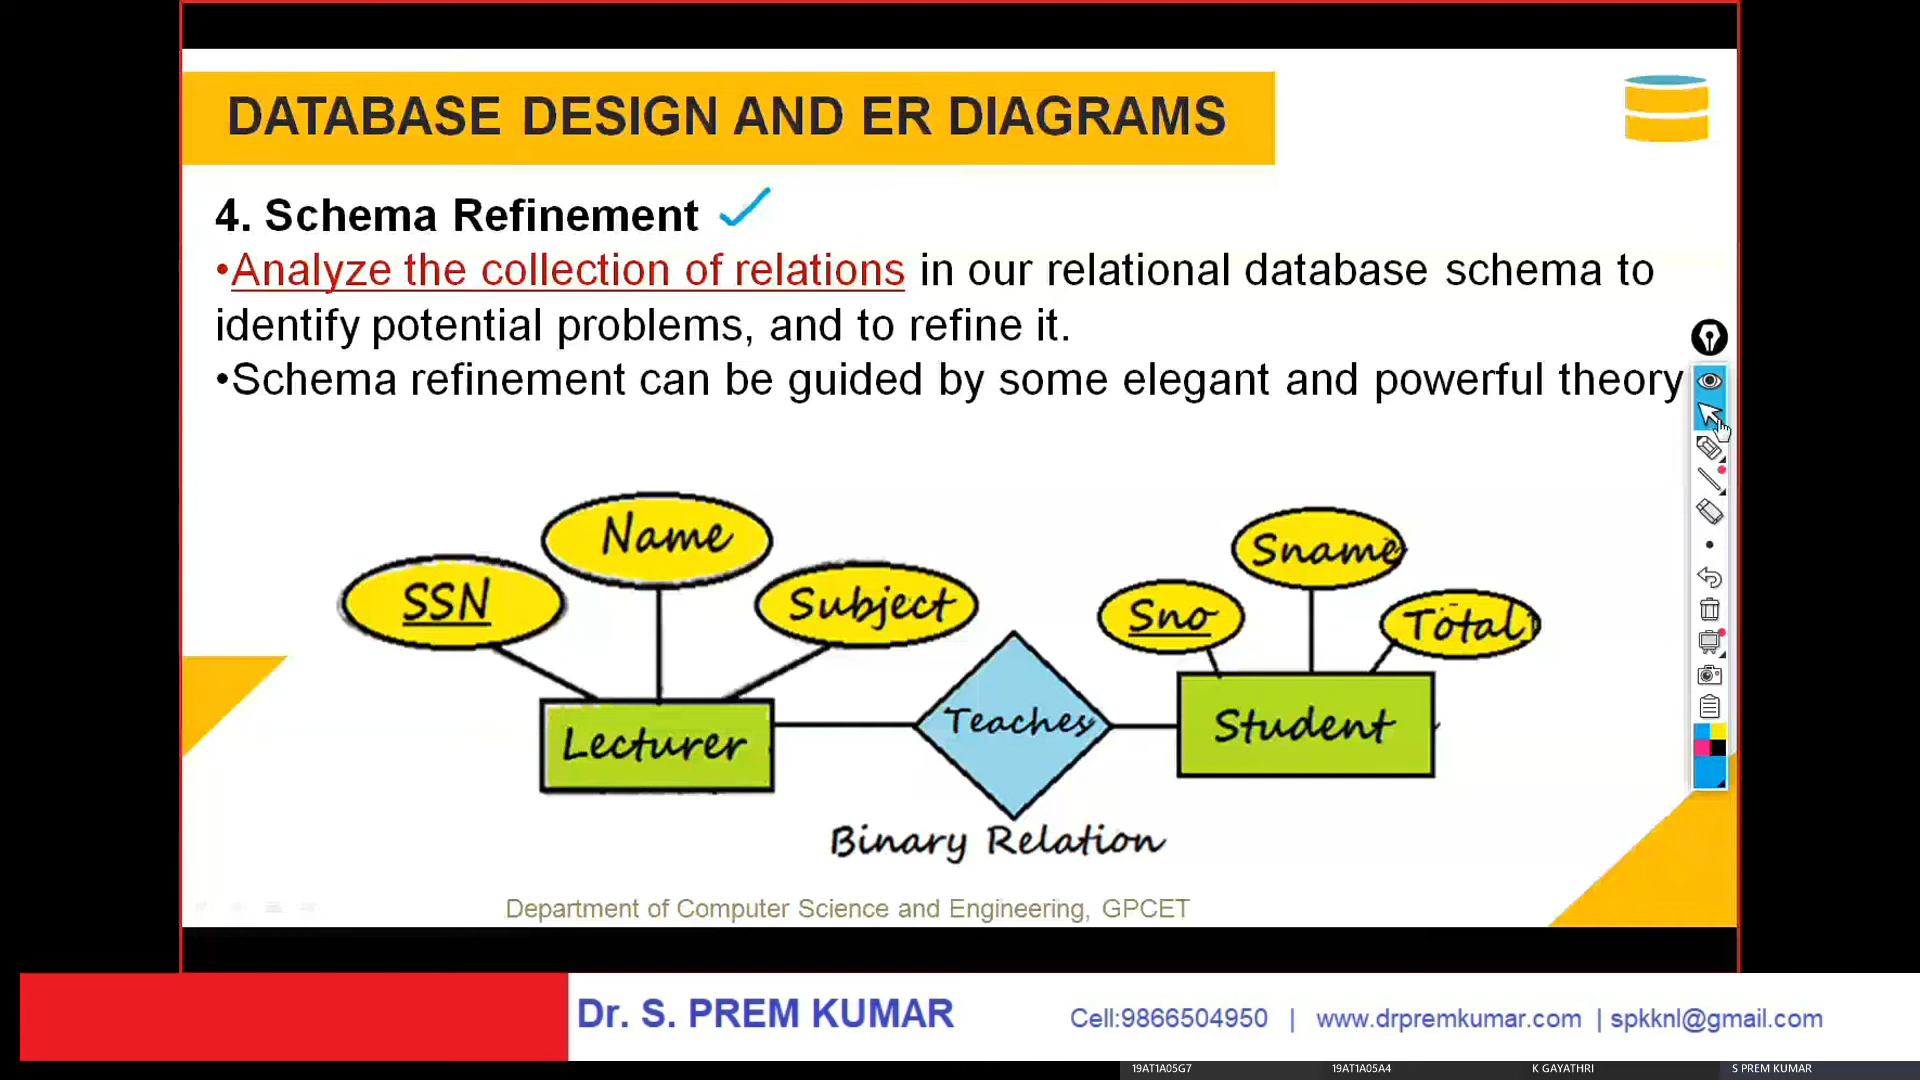 DATABASE DESIGN AND ER DIAGRAMS
4. Schema Refinement
•Analyze the collection of relations in our relational database schema to
identify potential problems, and to refine it.
•Schema refinement can be guided by some elegant and powerful theory
Name
Sname
SSN
Subject
Sno
Total
Lecturer
Teaches
Student
Binary Relation
Department of Computer Science and Engineering, GPCET
Dr. S. PREM KUMAR
Cell:9866504950 | www.drpremkumar.com | spkknl@gmail.com
19AT1A05G7 19AT1A05A4 K GAYATHRI S PREM KUMAR